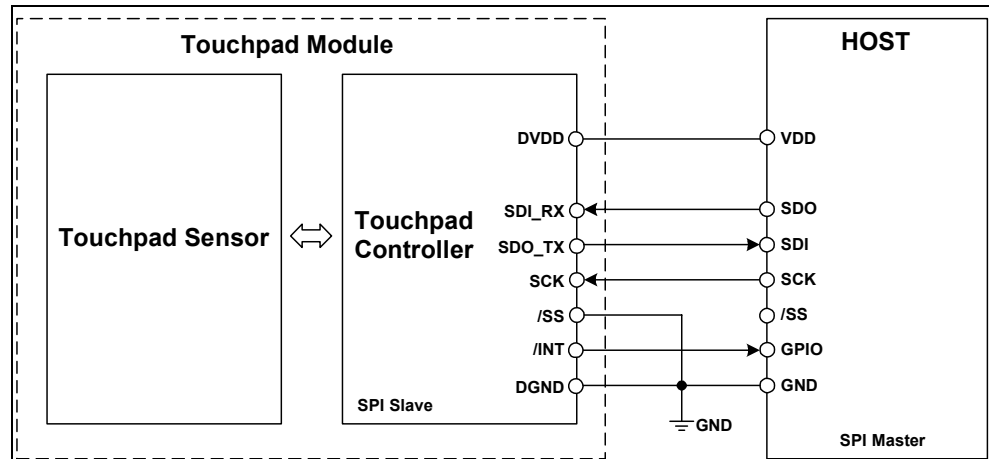 Touchpad Module
HOST
Touchpad Sensor
Touchpad
Controller
SPI Slave
DVDD
SDI_RX
SDO_TX
SCK
/SS
/INT
DGND
GND
VDD
SDO
SDI
SCK
/SS
GPIO
GND
SPI Master